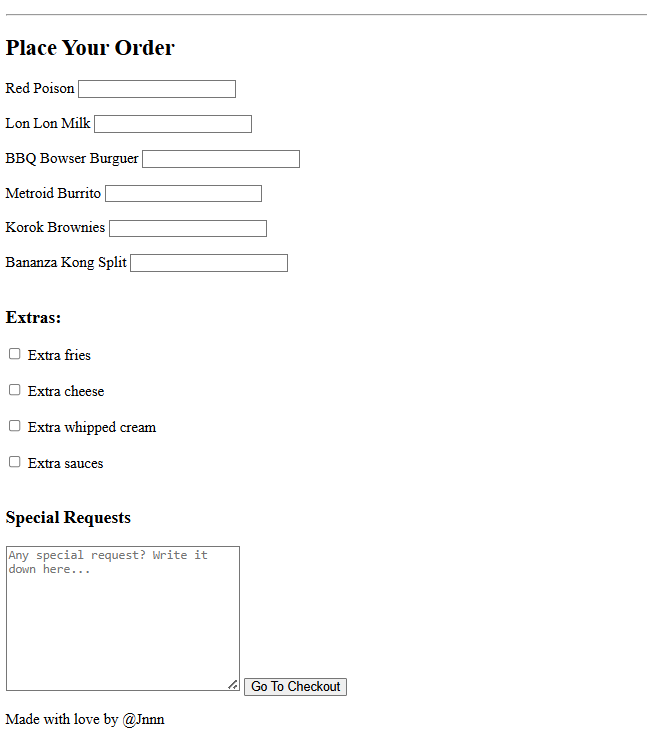 Place Your Order
Red Poison
Lon Lon Milk
BBQ Bowser Burguer
Metroid Burrito
Korok Brownies
Bananza Kong Split
Extras:
Extra fries
Extra cheese
Extra whipped cream
Extra sauces
Special Requests
Any special request? Write it
down here...
Go To Checkout
Made with love by @Jnnn